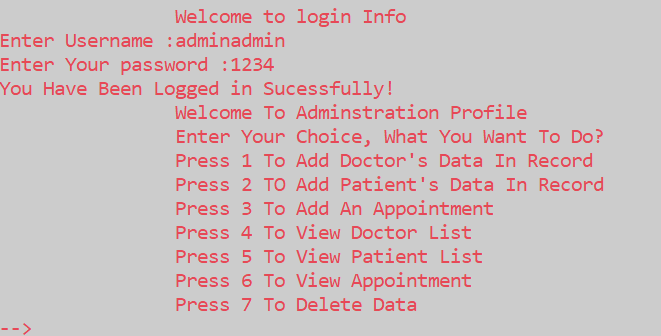 Welcome to login Info
Enter Username :adminadmin
Enter Your password :1234
You Have Been Logged in Sucessfully!
Welcome To Adminstration Profile
Enter Your Choice, What You Want To Do?
Press 1 To Add Doctor's Data In Record
Press 2 TO Add Patient's Data In Record
Press 3 To Add An Appointment
Press 4 To View Doctor List
Press 5 To View Patient List
Press 6 To View Appointment
Press 7 To Delete Data
-->